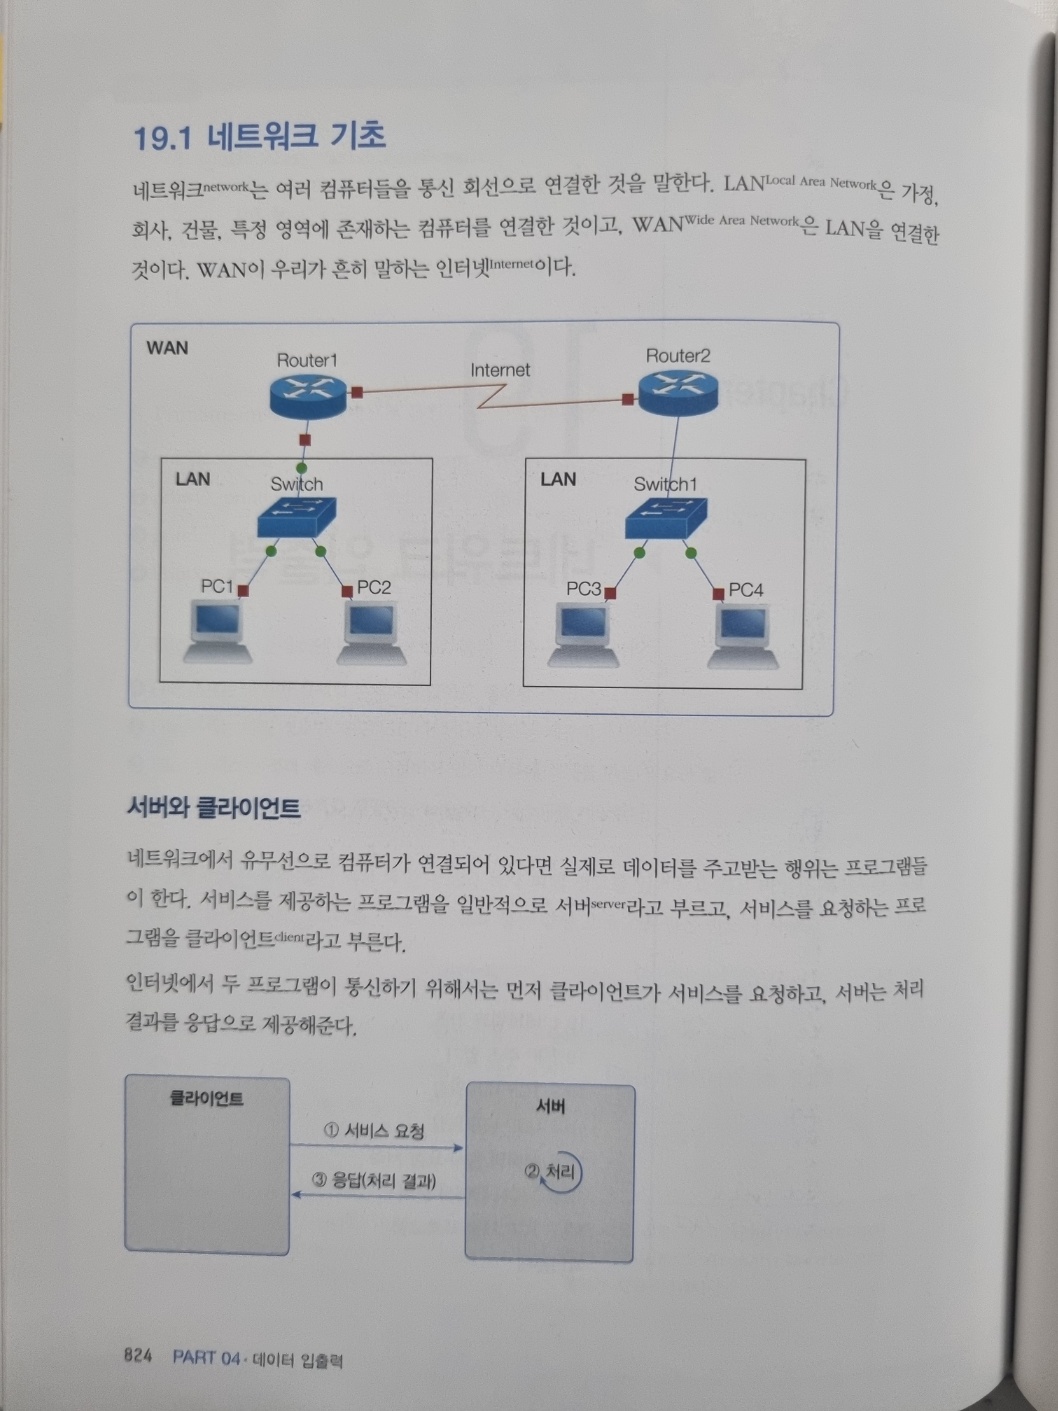 19.1 네트워크 기초
네트워크network는 여러 컴퓨터들을 통신 회선으로 연결한 것을 말한다. LANLocal Area Network은 가정,
회사, 건물, 특정 영역에 존재하는 컴퓨터를 연결한 것이고, WANWide Area Network은 LAN을 연결한
것이다. WAN이 우리가 흔히 말하는 인터넷Internet이다.
WAN
Router1
Internet
Router2
LAN
Switch
LAN
Switch1
PC1
PC2
PC3
PC4
서버와 클라이언트
네트워크에서 유무선으로 컴퓨터가 연결되어 있다면 실제로 데이터를 주고받는 행위는 프로그램들
이 한다. 서비스를 제공하는 프로그램을 일반적으로 서버server라고 부르고, 서비스를 요청하는 프로
그램을 클라이언트client라고 부른다.
인터넷에서 두 프로그램이 통신하기 위해서는 먼저 클라이언트가 서비스를 요청하고, 서버는 처리
결과를 응답으로 제공해준다.
클라이언트
서버
① 서비스 요청
② 처리
③ 응답(처리 결과)
824 PART 04 · 데이터 입출력